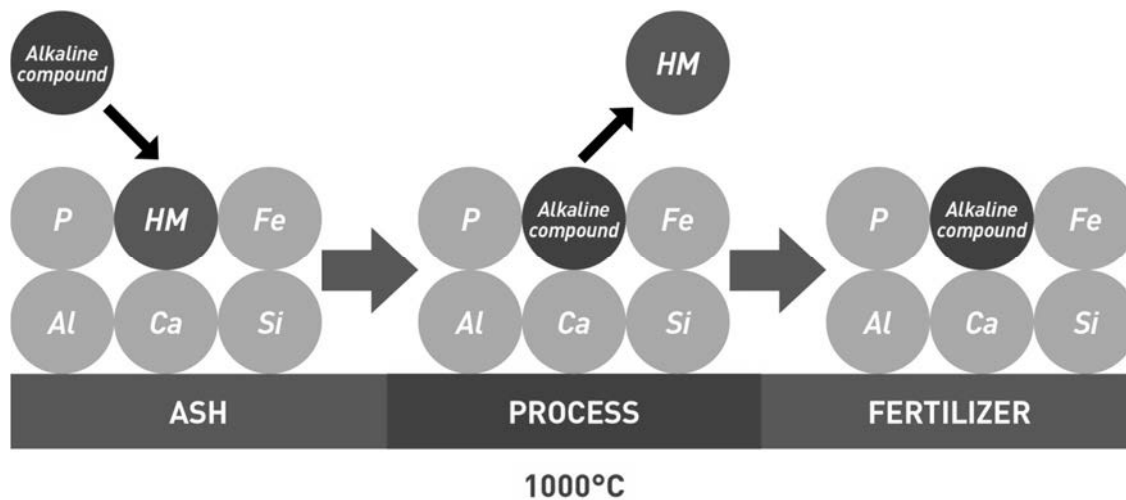 Alkaline
compound
HM
P
HM
Fe
P
Alkaline
compound
Fe
P
Alkaline
compound
Fe
Al
Ca
Si
Al
Ca
Si
Al
Ca
Si
ASH
PROCESS
FERTILIZER
1000°C